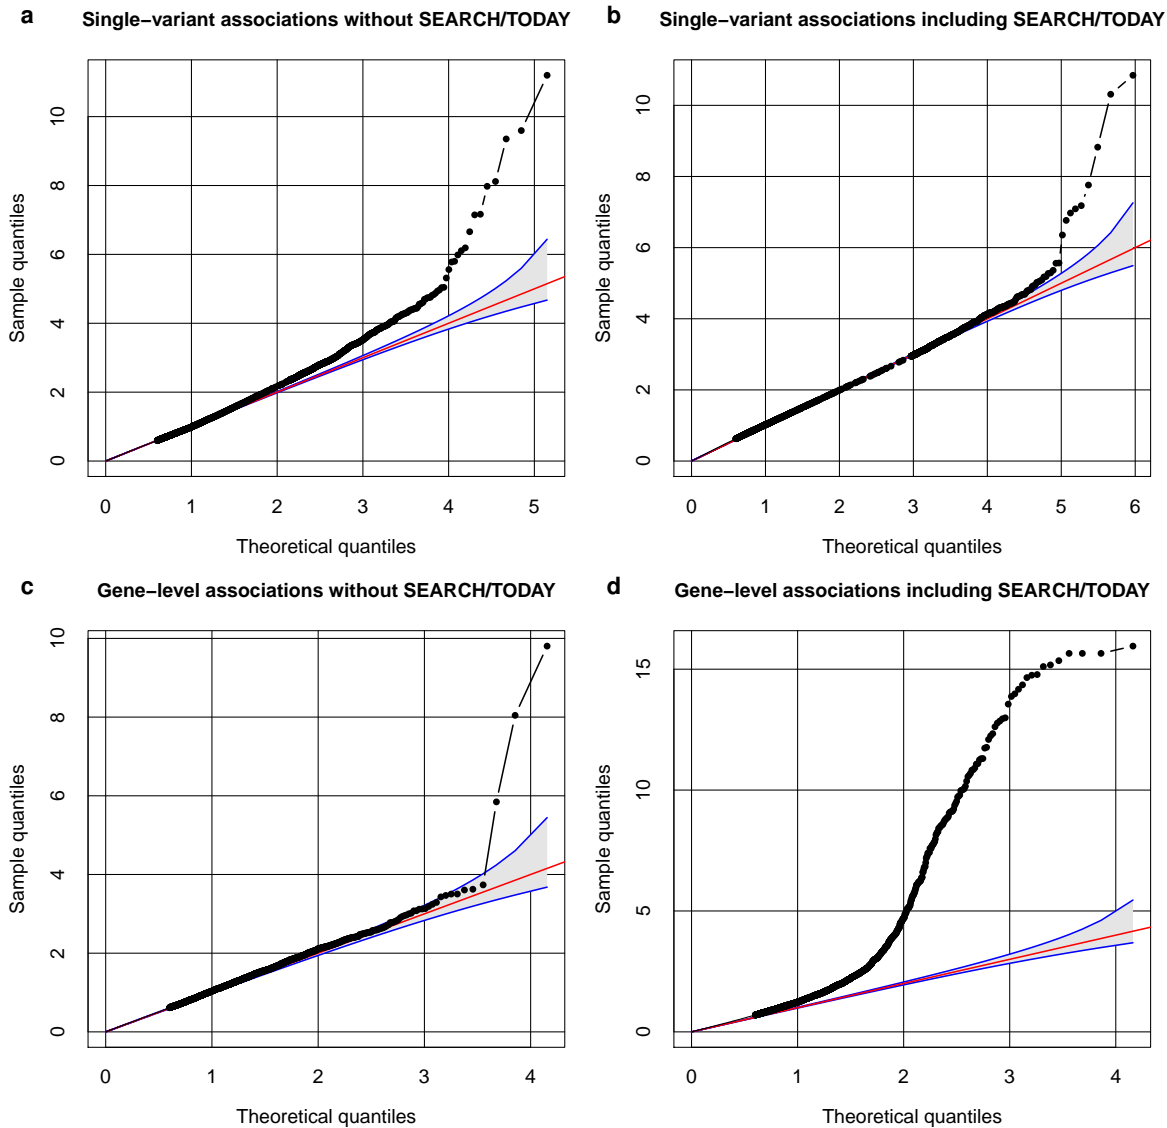 a Single−variant associations without SEARCH/TODAY
Sample quantiles
10
8
6
4
2
0
0 1 2 3 4 5
Theoretical quantiles
b Single−variant associations including SEARCH/TODAY
Sample quantiles
10
8
6
4
2
0
0 1 2 3 4 5 6
Theoretical quantiles
c Gene−level associations without SEARCH/TODAY
Sample quantiles
10
8
6
4
2
0
0 1 2 3 4
Theoretical quantiles
d Gene−level associations including SEARCH/TODAY
Sample quantiles
15
10
5
0
0 1 2 3 4
Theoretical quantiles